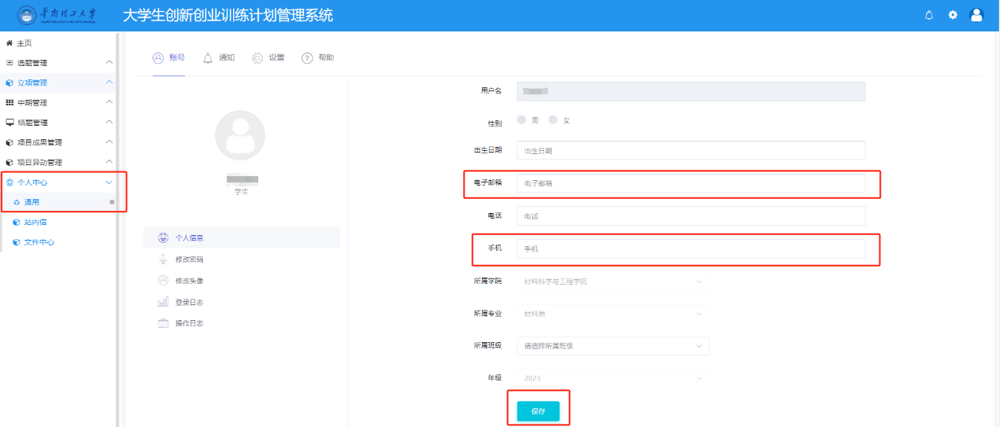 华南理工大学
South China University of Technology
大学生创新创业训练计划管理系统
主页
选题管理
立项管理
中期管理
结题管理
项目成果管理
项目异动管理
个人中心
通用
站内信
文件中心
账号 通知 设置 帮助
学生
个人信息
修改密码
修改头像
登录日志
操作日志
用户名
性别 男 女
出生日期 出生日期
电子邮箱 电子邮箱
电话 电话
手机 手机
所属学院 材料科学与工程学院
所属专业 材料类
所属班级 请选择所属班级
年级 2023
保存